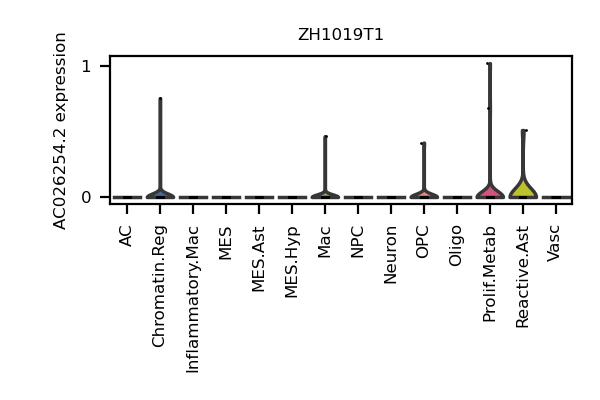 ZH1019T1
AC026254.2 expression
1
0
AC
Chromatin.Reg
Inflammatory.Mac
MES
MES.Ast
MES.Hyp
Mac
NPC
Neuron
OPC
Oligo
Prolif.Metab
Reactive.Ast
Vasc